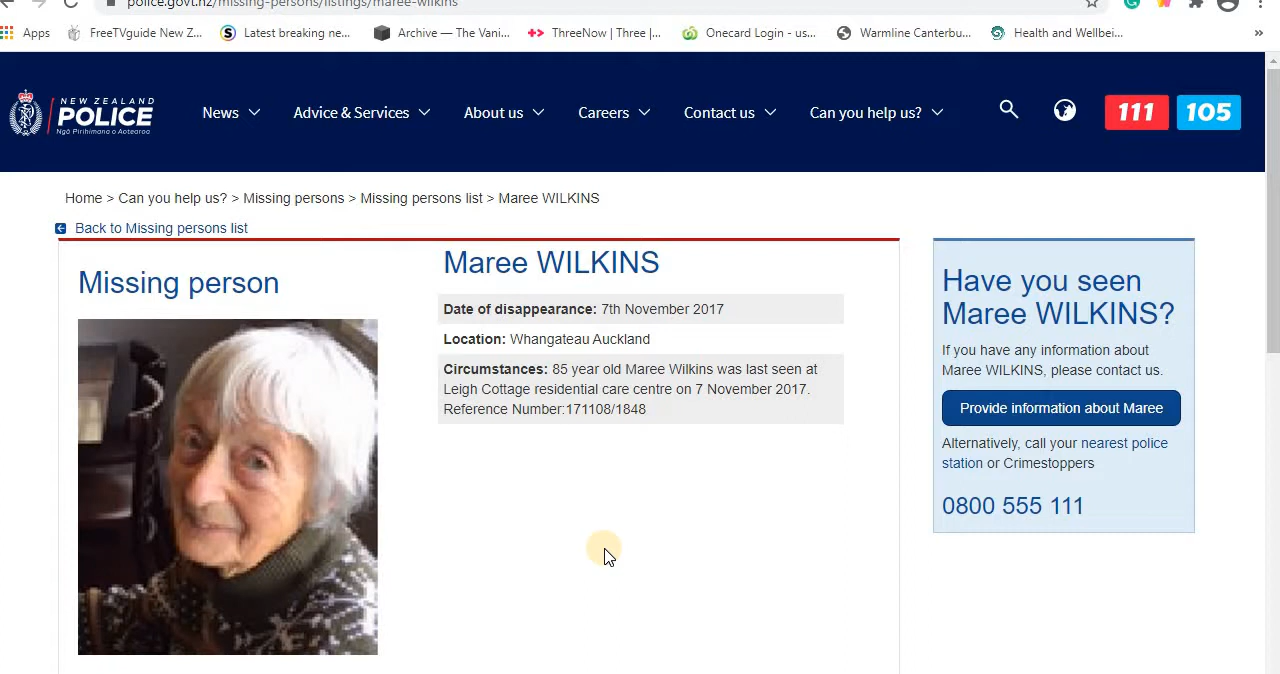 police.govt.nz/missing-persons/listings/maree-wilkins
Apps FreeTVguide New Z... Latest breaking ne... Archive — The Vani... ThreeNow | Three |... Onecard Login - us... Warmline Canterbu... Health and Wellbei... »
NEW ZEALAND
POLICE
Ngā Pirihimana o Aotearoa
News Advice & Services About us Careers Contact us Can you help us? 111 105
Home > Can you help us? > Missing persons > Missing persons list > Maree WILKINS
Back to Missing persons list
Missing person
Maree WILKINS
Date of disappearance: 7th November 2017
Location: Whangateau Auckland
Circumstances: 85 year old Maree Wilkins was last seen at
Leigh Cottage residential care centre on 7 November 2017.
Reference Number:171108/1848
Have you seen
Maree WILKINS?
If you have any information about
Maree WILKINS, please contact us.
Provide information about Maree
Alternatively, call your nearest police
station or Crimestoppers
0800 555 111